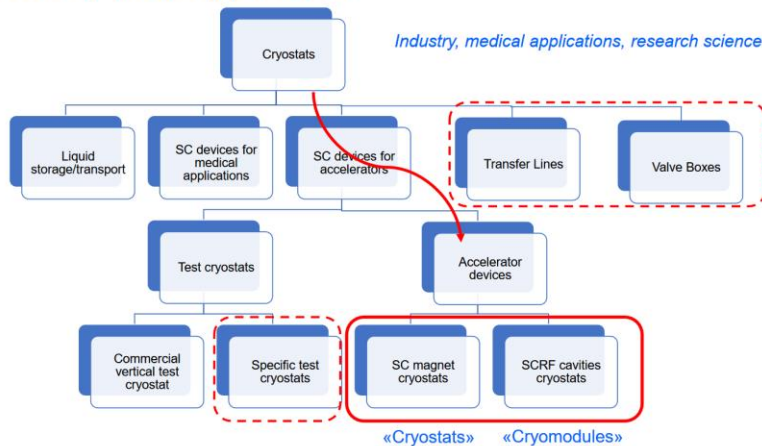 Industry, medical applications, research science
Cryostats
Liquid
storage/transport
SC devices for
medical
applications
SC devices for
accelerators
Transfer Lines
Valve Boxes
Test cryostats
Accelerator
devices
Commercial
vertical test
cryostat
Specific test
cryostats
SC magnet
cryostats
SCRF cavities
cryostats
«Cryostats»
«Cryomodules»